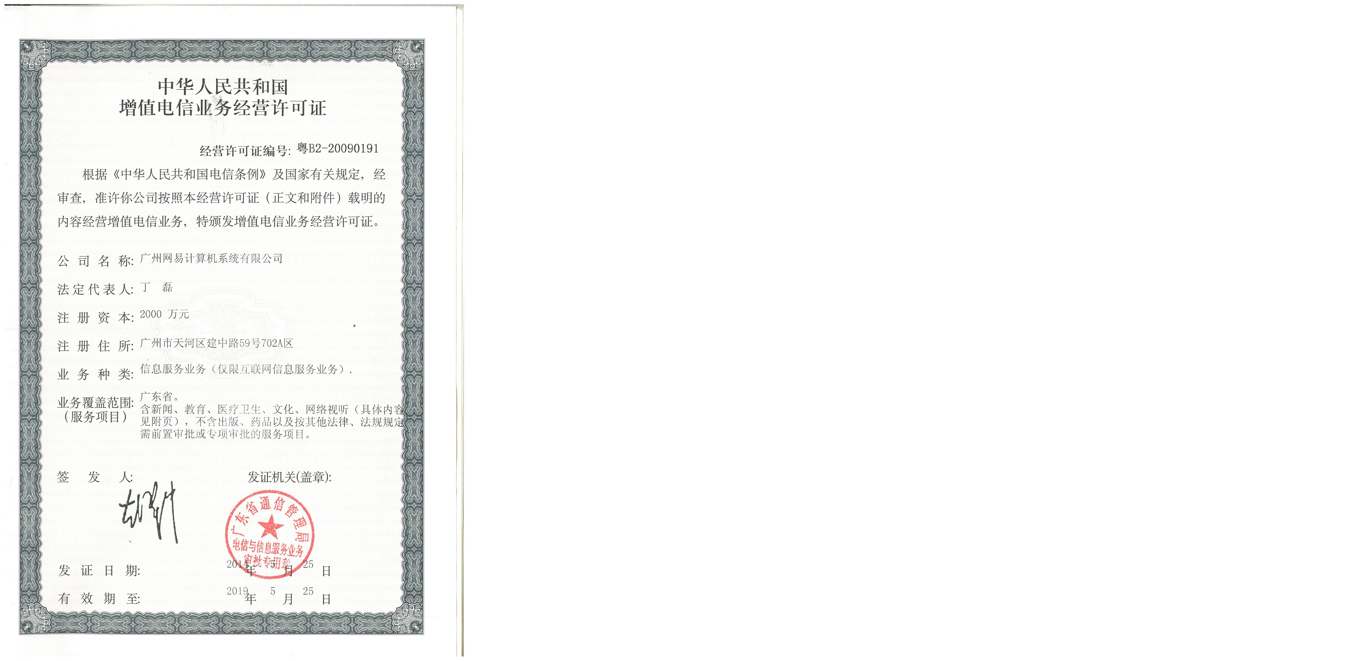 中华人民共和国
增值电信业务经营许可证
经营许可证编号: 粤B2-20090191
根据《中华人民共和国电信条例》及国家有关规定，经
审查，准许你公司按照本经营许可证（正文和附件）载明的
内容经营增值电信业务，特颁发增值电信业务经营许可证。
公司名称: 广州网易计算机系统有限公司
法定代表人: 丁 磊
注册资本: 2000 万元
注册住所: 广州市天河区建中路59号702A区
业务种类: 信息服务业务（仅限互联网信息服务业务）.
业务覆盖范围:
（服务项目）
广东省。
含新闻、教育、医疗卫生、文化、网络视听（具体内容
见附页），不含出版、药品以及按其他法律、法规规定
需前置审批或专项审批的服务项目。
签发人:
发证机关(盖章):
广东省通信管理局
电信与信息服务业务
审批专用章
发证日期: 年 5 月 25 日
有效期至: 2019 年 5 月 25 日